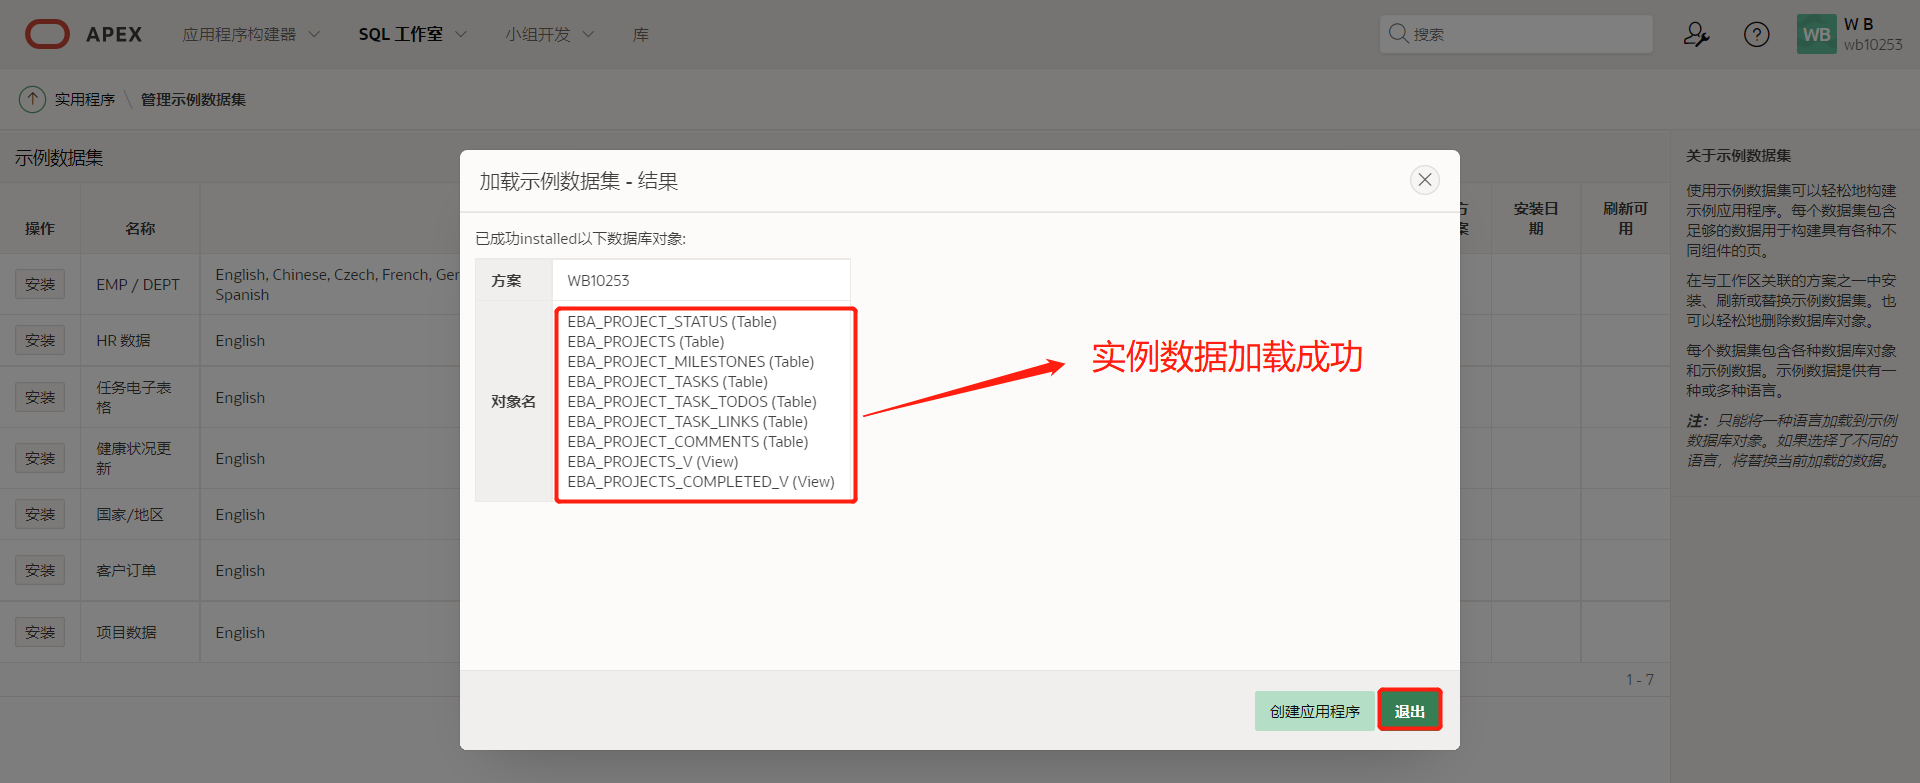 APEX 应用程序构建器 SQL 工作室 小组开发 库 搜索 WB W B
wb10253
实用程序 \ 管理示例数据集
示例数据集
操作 名称 安装日期 刷新可用
安装 EMP / DEPT English, Chinese, Czech, French, Ger
Spanish
安装 HR 数据 English
安装 任务电子表格 English
安装 健康状况更新 English
安装 国家/地区 English
安装 客户订单 English
安装 项目数据 English
1 - 7
加载示例数据集 - 结果
已成功installed以下数据库对象:
方案 WB10253
对象名
EBA_PROJECT_STATUS (Table)
EBA_PROJECTS (Table)
EBA_PROJECT_MILESTONES (Table)
EBA_PROJECT_TASKS (Table)
EBA_PROJECT_TASK_TODOS (Table)
EBA_PROJECT_TASK_LINKS (Table)
EBA_PROJECT_COMMENTS (Table)
EBA_PROJECTS_V (View)
EBA_PROJECTS_COMPLETED_V (View)
实例数据加载成功
创建应用程序 退出
关于示例数据集
使用示例数据集可以轻松地构建
示例应用程序。每个数据集包含
足够的数据用于构建具有各种不
同组件的页。
在与工作区关联的方案之一中安
装、刷新或替换示例数据集。也
可以轻松地删除数据库对象。
每个数据集包含各种数据库对象
和示例数据。示例数据提供有一
种或多种语言。
注：只能将一种语言加载到示例
数据库对象。如果选择了不同的
语言，将替换当前加载的数据。